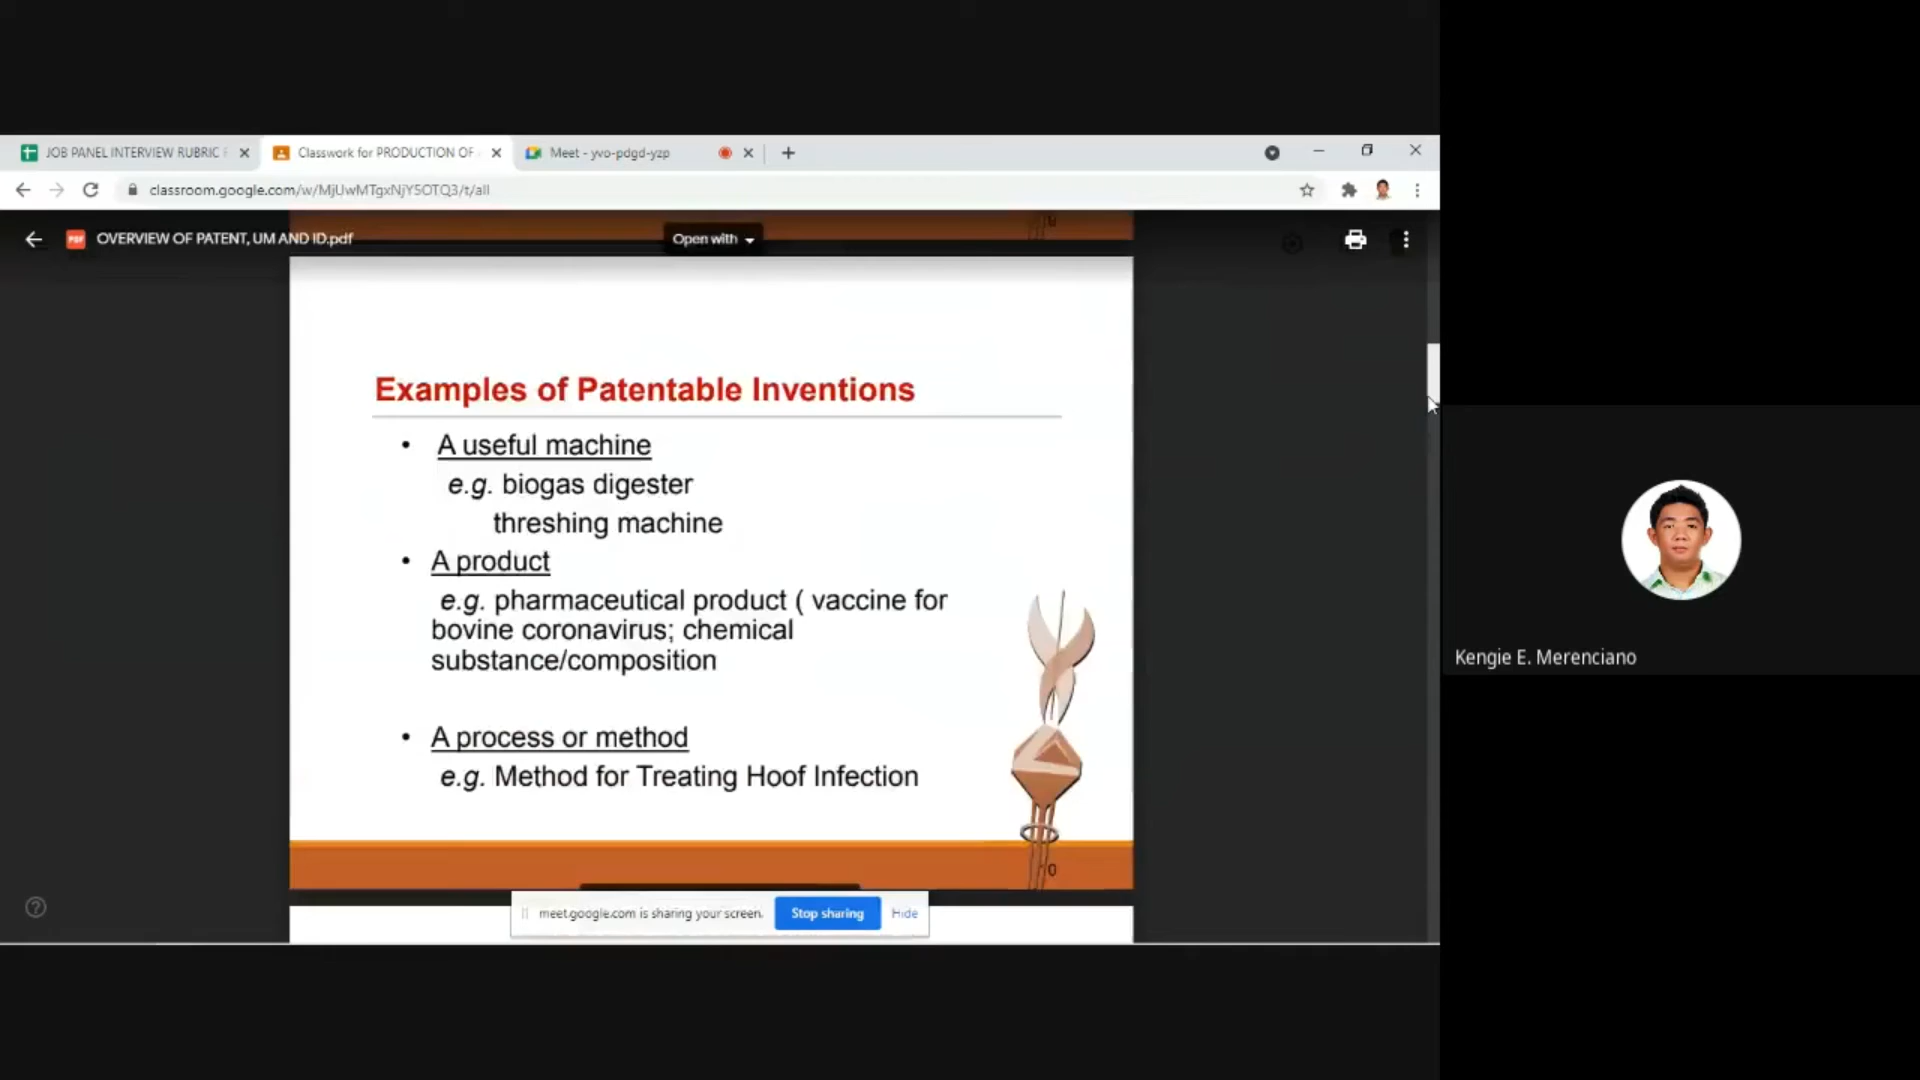 JOB PANEL INTERVIEW RUBRIC
Classwork for PRODUCTION OF
Meet - yvo-pdgd-yzp
classroom.google.com/w/MjUwMTgxNjY5OTQ3/t/all
PDF
OVERVIEW OF PATENT, UM AND ID.pdf
Open with
Examples of Patentable Inventions
• A useful machine
e.g. biogas digester
threshing machine
• A product
e.g. pharmaceutical product ( vaccine for
bovine coronavirus; chemical
substance/composition
• A process or method
e.g. Method for Treating Hoof Infection
meet.google.com is sharing your screen.
Stop sharing
Hide
Kengie E. Merenciano